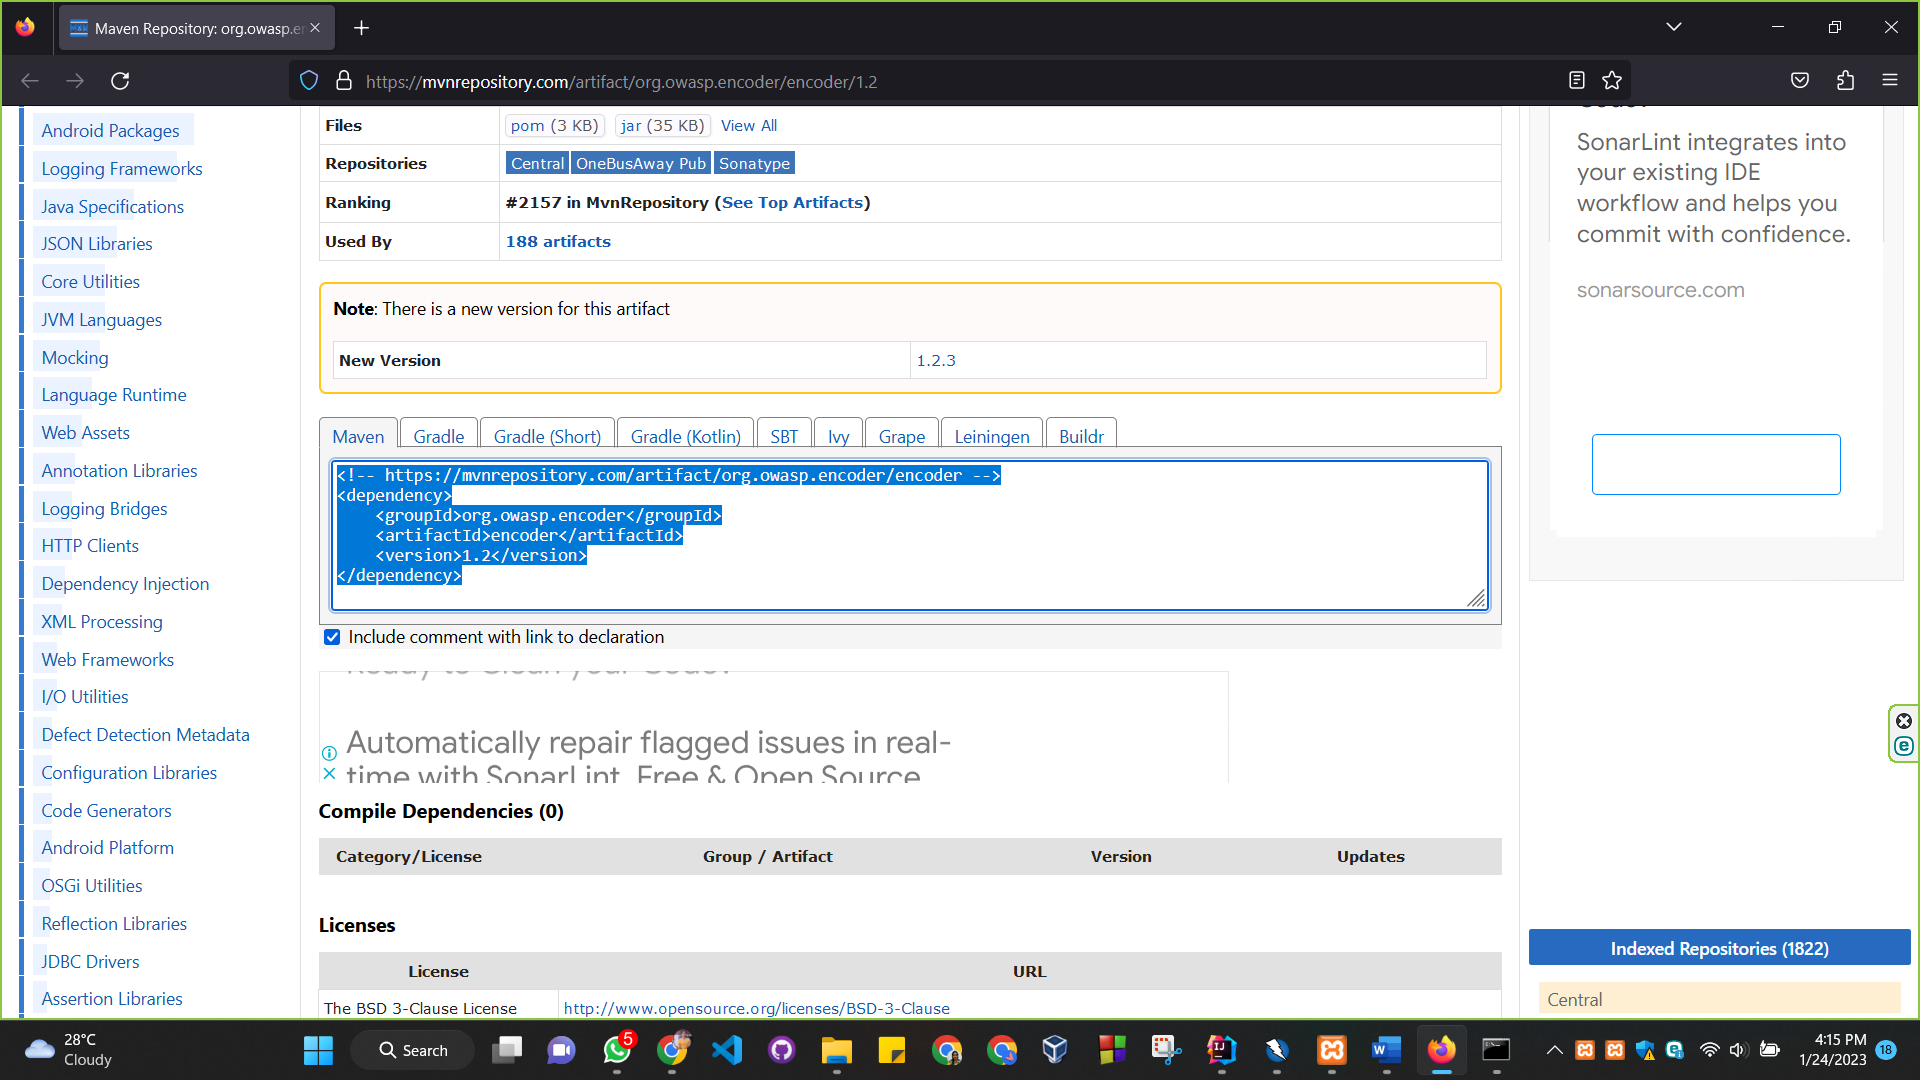 Maven Repository: org.owasp.e
https://mvnrepository.com/artifact/org.owasp.encoder/encoder/1.2
Android Packages
Logging Frameworks
Java Specifications
JSON Libraries
Core Utilities
JVM Languages
Mocking
Language Runtime
Web Assets
Annotation Libraries
Logging Bridges
HTTP Clients
Dependency Injection
XML Processing
Web Frameworks
I/O Utilities
Defect Detection Metadata
Configuration Libraries
Code Generators
Android Platform
OSGi Utilities
Reflection Libraries
JDBC Drivers
Assertion Libraries
Files pom (3 KB) jar (35 KB) View All
Repositories Central OneBusAway Pub Sonatype
Ranking #2157 in MvnRepository (See Top Artifacts)
Used By 188 artifacts
Note: There is a new version for this artifact
New Version 1.2.3
Maven Gradle Gradle (Short) Gradle (Kotlin) SBT Ivy Grape Leiningen Buildr
<!-- https://mvnrepository.com/artifact/org.owasp.encoder/encoder -->
<dependency>
    <groupId>org.owasp.encoder</groupId>
    <artifactId>encoder</artifactId>
    <version>1.2</version>
</dependency>
Include comment with link to declaration
Ready to Clean your Code?
Automatically repair flagged issues in real-
time with SonarLint. Free & Open Source
Compile Dependencies (0)
Category/License Group / Artifact Version Updates
Licenses
License URL
The BSD 3-Clause License http://www.opensource.org/licenses/BSD-3-Clause
SonarLint integrates into
your existing IDE
workflow and helps you
commit with confidence.
sonarsource.com
Indexed Repositories (1822)
Central
28°C
Cloudy
Search
5
4:15 PM
1/24/2023
18